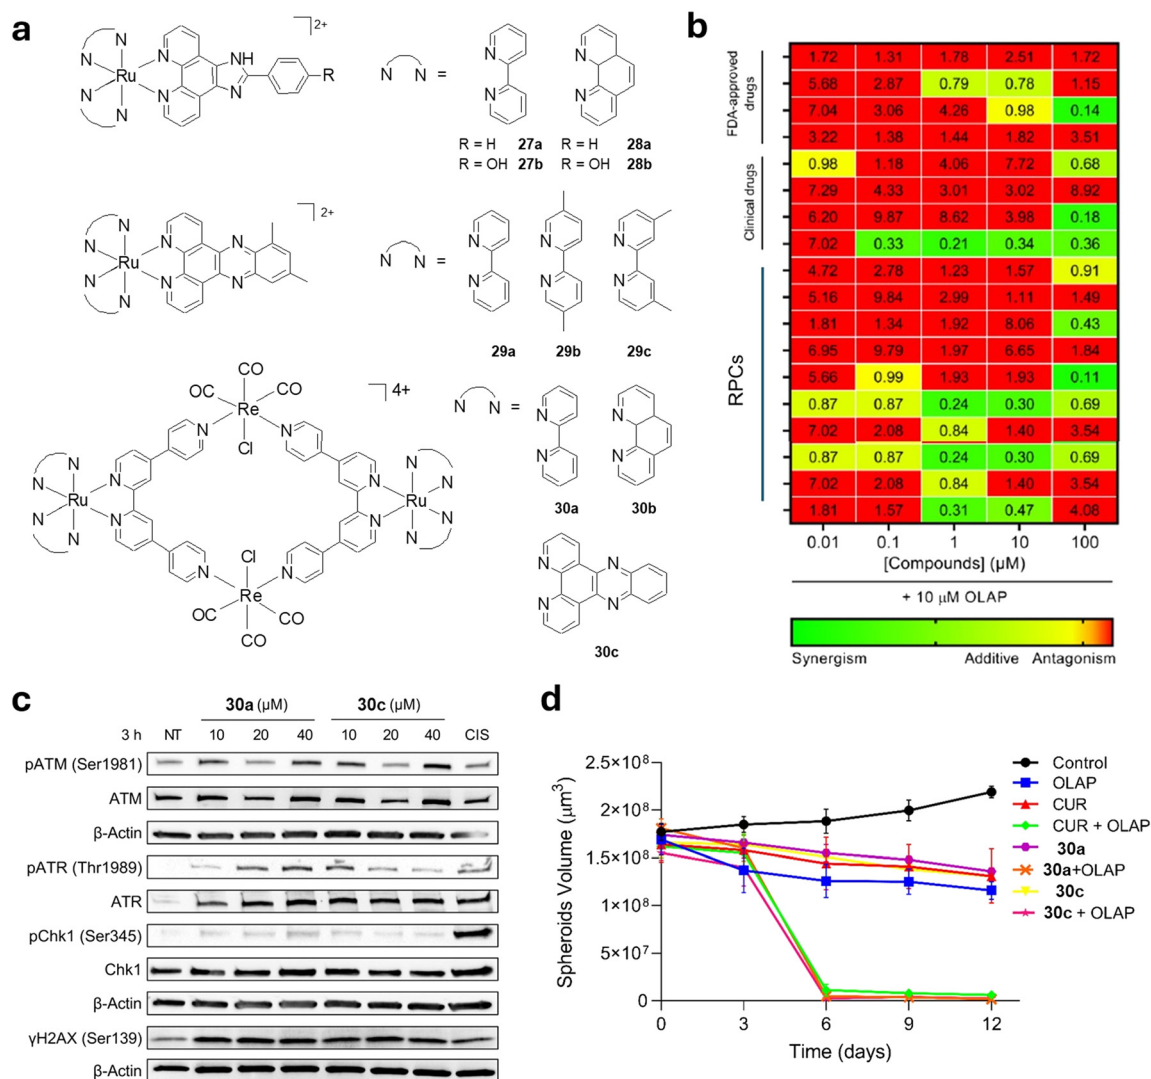 a
N
N
N
N
Ru
N
N
NH
N
R
2+
N N =
N
N
N
N
R = H 27a R = H 28a
R = OH 27b R = OH 28b
N
N
N
N
Ru
N
N
N
N
2+
N N =
N
N
N
N
N
N
29a 29b 29c
CO
OC CO
Re
N N
Cl
4+
N N =
N
N
N
N
30a 30b
N
N
N
N
Ru
N
N
N
N
Ru
N
N
N
N
Cl
N N
Re
OC CO
CO
N
N
N
N
30c
b
FDA-approved drugs
Clinical drugs
RPCs
1.72 1.31 1.78 2.51 1.72
5.68 2.87 0.79 0.78 1.15
7.04 3.06 4.26 0.98 0.14
3.22 1.38 1.44 1.82 3.51
0.98 1.18 4.06 7.72 0.68
7.29 4.33 3.01 3.02 8.92
6.20 9.87 8.62 3.98 0.18
7.02 0.33 0.21 0.34 0.36
4.72 2.78 1.23 1.57 0.91
5.16 9.84 2.99 1.11 1.49
1.81 1.34 1.92 8.06 0.43
6.95 9.79 1.97 6.65 1.84
5.66 0.99 1.93 1.93 0.11
0.87 0.87 0.24 0.30 0.69
7.02 2.08 0.84 1.40 3.54
0.87 0.87 0.24 0.30 0.69
7.02 2.08 0.84 1.40 3.54
1.81 1.57 0.31 0.47 4.08
0.01 0.1 1 10 100
[Compounds] (µM)
+ 10 µM OLAP
Synergism Additive Antagonism
c
30a (µM) 30c (µM)
3 h NT 10 20 40 10 20 40 CIS
pATM (Ser1981)
ATM
β-Actin
pATR (Thr1989)
ATR
pChk1 (Ser345)
Chk1
β-Actin
γH2AX (Ser139)
β-Actin
d
Spheroids Volume (µm³)
2.5×10⁸
2×10⁸
1.5×10⁸
1×10⁸
5×10⁷
0
0 3 6 9 12
Time (days)
Control
OLAP
CUR
CUR + OLAP
30a
30a+OLAP
30c
30c + OLAP